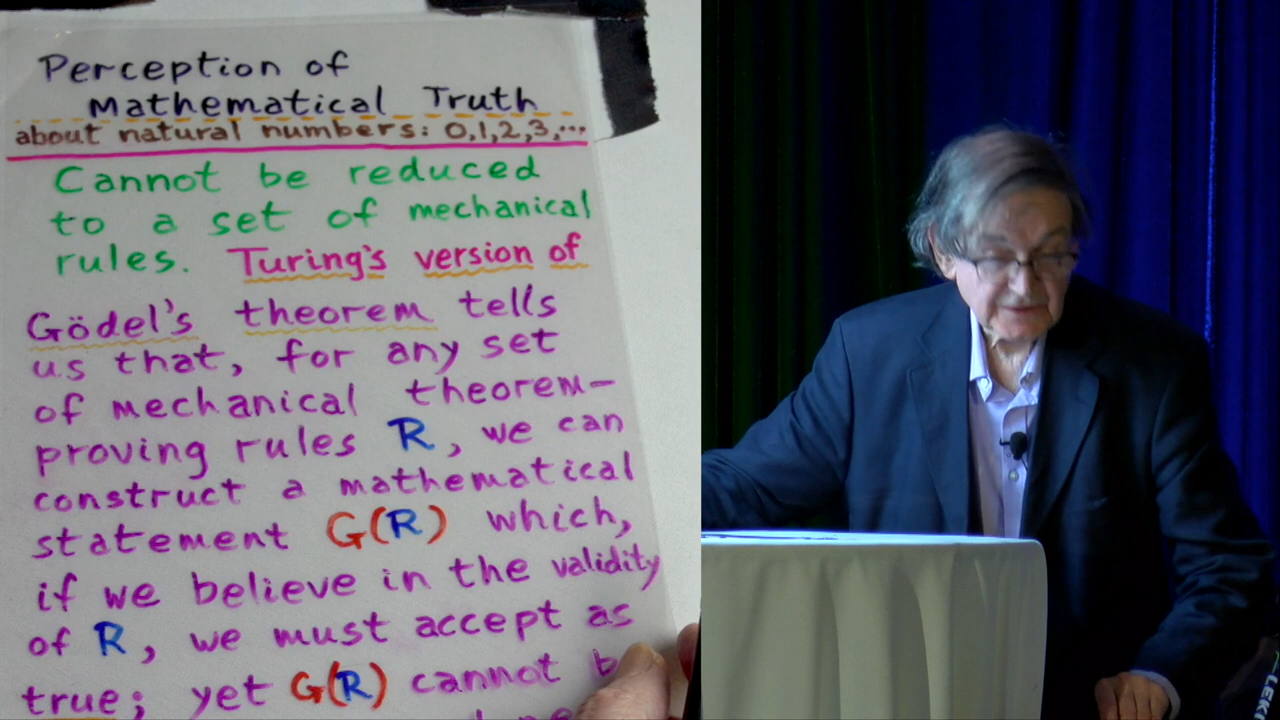 Perception of
Mathematical Truth
about natural numbers: 0,1,2,3,...
Cannot be reduced
to a set of mechanical
rules. Turing's version of
Gödel's theorem tells
us that, for any set
of mechanical theorem-
proving rules R, we can
construct a mathematical
statement G(R) which,
if we believe in the validity
of R, we must accept as
true; yet G(R) cannot
LEKI